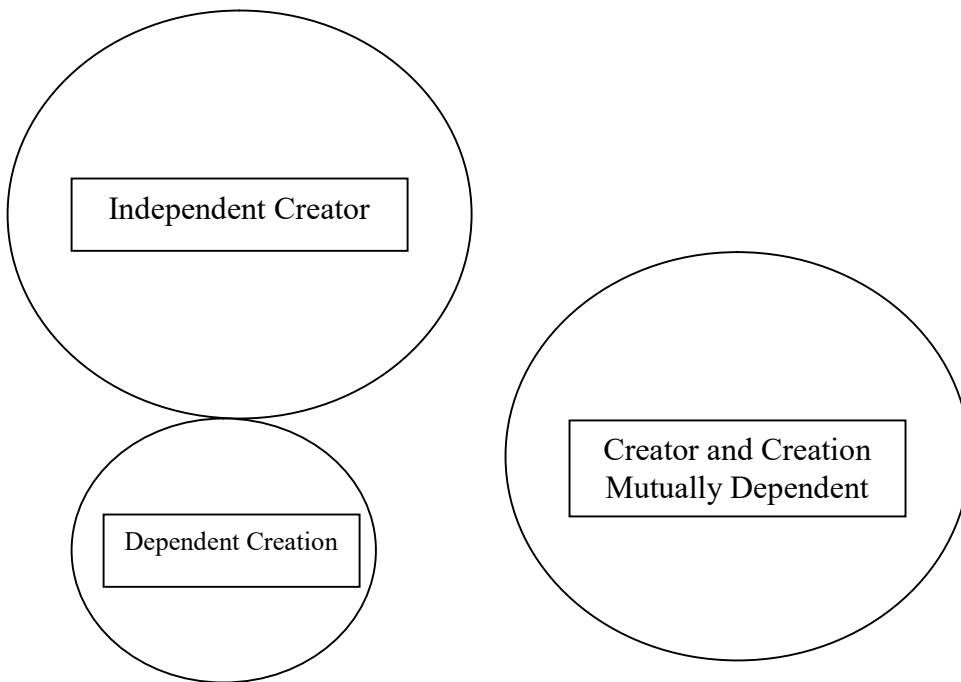 Independent Creator
Creator and Creation
Mutually Dependent
Dependent Creation